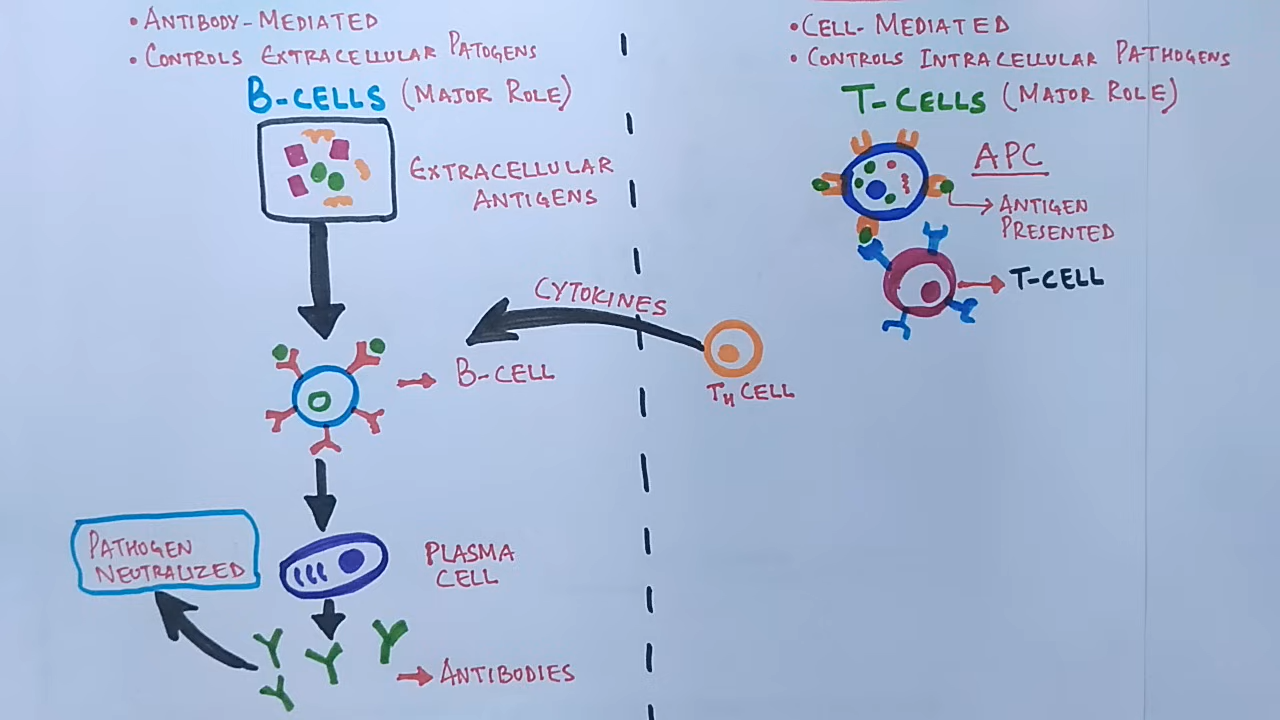 • ANTIBODY-MEDIATED
• CONTROLS EXTRACELLULAR PATOGENS
B-CELLS (MAJOR ROLE)
EXTRACELLULAR
ANTIGENS
CYTOKINES
B-CELL
TH CELL
PATHOGEN
NEUTRALIZED
PLASMA
CELL
ANTIBODIES
• CELL-MEDIATED
• CONTROLS INTRACELLULAR PATHOGENS
T-CELLS (MAJOR ROLE)
APC
ANTIGEN
PRESENTED
T-CELL